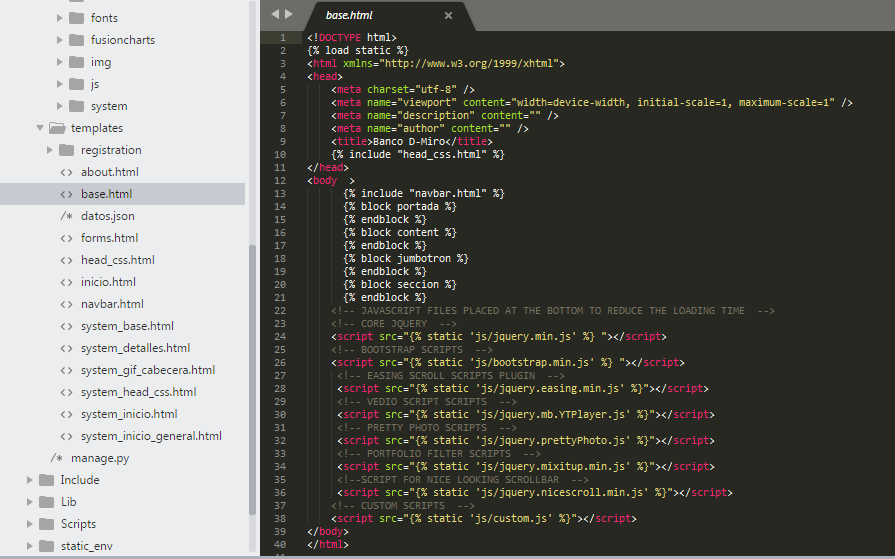 fonts
fusioncharts
img
js
system
templates
registration
about.html
base.html
datos.json
forms.html
head_css.html
inicio.html
navbar.html
system_base.html
system_detalles.html
system_gif_cabecera.html
system_head_css.html
system_inicio.html
system_inicio_general.html
manage.py
Include
Lib
Scripts
static_env
base.html
1 <!DOCTYPE html>
2 {% load static %}
3 <html xmlns="http://www.w3.org/1999/xhtml">
4 <head>
5 <meta charset="utf-8" />
6 <meta name="viewport" content="width=device-width, initial-scale=1, maximum-scale=1" />
7 <meta name="description" content="" />
8 <meta name="author" content="" />
9 <title>Banco D-Miro</title>
10 {% include "head_css.html" %}
11 </head>
12 <body >
13 {% include "navbar.html" %}
14 {% block portada %}
15 {% endblock %}
16 {% block content %}
17 {% endblock %}
18 {% block jumbotron %}
19 {% endblock %}
20 {% block seccion %}
21 {% endblock %}
22 <!-- JAVASCRIPT FILES PLACED AT THE BOTTOM TO REDUCE THE LOADING TIME -->
23 <!-- CORE JQUERY -->
24 <script src="{% static 'js/jquery.min.js' %} "></script>
25 <!-- BOOTSTRAP SCRIPTS -->
26 <script src="{% static 'js/bootstrap.min.js' %} "></script>
27 <!-- EASING SCROLL SCRIPTS PLUGIN -->
28 <script src="{% static 'js/jquery.easing.min.js' %}"></script>
29 <!-- VEDIO SCRIPT SCRIPTS -->
30 <script src="{% static 'js/jquery.mb.YTPlayer.js' %}"></script>
31 <!-- PRETTY PHOTO SCRIPTS -->
32 <script src="{% static 'js/jquery.prettyPhoto.js' %}"></script>
33 <!-- PORTFOLIO FILTER SCRIPTS -->
34 <script src="{% static 'js/jquery.mixitup.min.js' %}"></script>
35 <!--SCRIPT FOR NICE LOOKING SCROLLBAR -->
36 <script src="{% static 'js/jquery.nicescroll.min.js' %}"></script>
37 <!-- CUSTOM SCRIPTS -->
38 <script src="{% static 'js/custom.js' %}"></script>
39 </body>
40 </html>